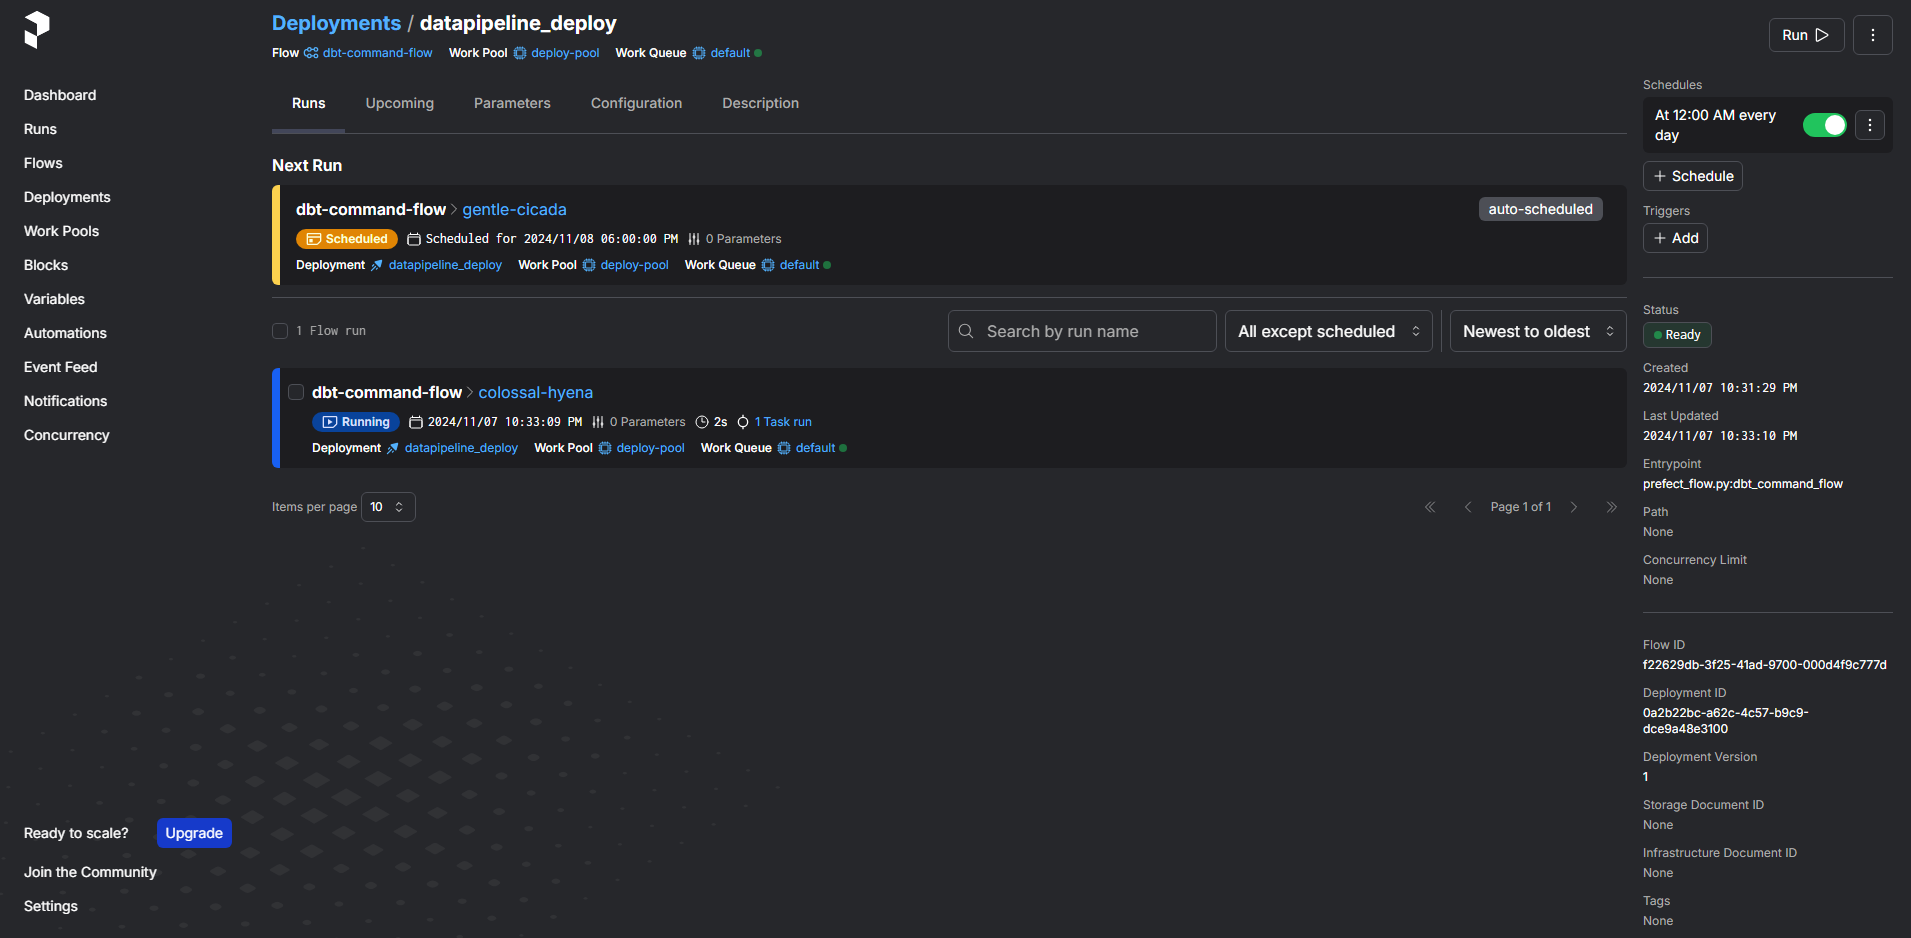 Deployments / datapipeline_deploy
Flow dbt-command-flow Work Pool deploy-pool Work Queue default
Run
Dashboard
Runs
Flows
Deployments
Work Pools
Blocks
Variables
Automations
Event Feed
Notifications
Concurrency
Ready to scale? Upgrade
Join the Community
Settings
Runs Upcoming Parameters Configuration Description
Next Run
dbt-command-flow > gentle-cicada auto-scheduled
Scheduled Scheduled for 2024/11/08 06:00:00 PM 0 Parameters
Deployment datapipeline_deploy Work Pool deploy-pool Work Queue default
1 Flow run Search by run name All except scheduled Newest to oldest
dbt-command-flow > colossal-hyena
Running 2024/11/07 10:33:09 PM 0 Parameters 2s 1 Task run
Deployment datapipeline_deploy Work Pool deploy-pool Work Queue default
Items per page 10 Page 1 of 1
Schedules
At 12:00 AM every
day
+ Schedule
Triggers
+ Add
Status
Ready
Created
2024/11/07 10:31:29 PM
Last Updated
2024/11/07 10:33:10 PM
Entrypoint
prefect_flow.py:dbt_command_flow
Path
None
Concurrency Limit
None
Flow ID
f22629db-3f25-41ad-9700-000d4f9c777d
Deployment ID
0a2b22bc-a62c-4c57-b9c9-
dce9a48e3100
Deployment Version
1
Storage Document ID
None
Infrastructure Document ID
None
Tags
None